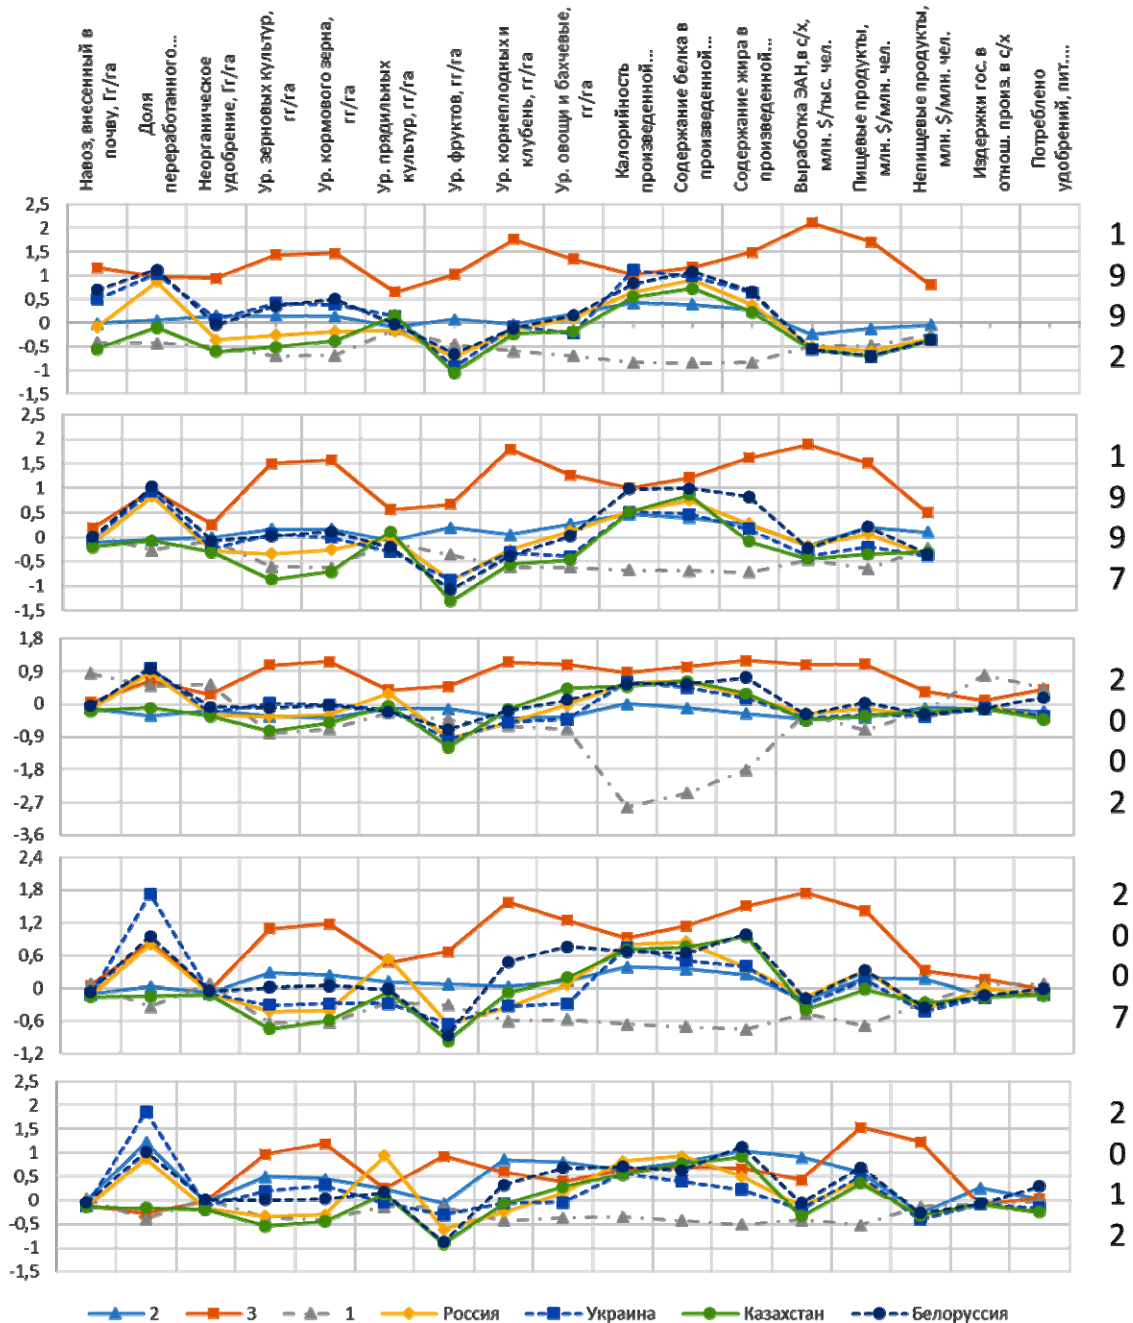 Навоз, внесенный в
почву, Гг/га
Доля
переработанного...
Неорганическое
удобрение, Гг/га
Ур. зерновых культур,
гг/га
Ур. кормового зерна,
гг/га
Ур. прядильных
культур, гг/га
Ур. фруктов, гг/га
Ур. корнеплодных и
клубень, гг/га
Ур. овощи и бахчевые,
гг/га
Калорийность
произведенной...
Содержание белка в
произведенной...
Содержание жира в
произведенной...
Выработка ЭАН,в с/х,
млн. $/тыс. чел.
Пищевые продукты,
млн. $/млн. чел.
Непищевые продукты,
млн. $/млн. чел.
Издержки гос. в
отнош. произ. в с/х
Потреблено
удобрений, пит...
2,5
2
1,5
1
0,5
0
-0,5
-1
-1,5
1
9
9
2
2,5
2
1,5
1
0,5
0
-0,5
-1
-1,5
1
9
9
7
1,8
0,9
0
-0,9
-1,8
-2,7
-3,6
2
0
0
2
2,4
1,8
1,2
0,6
0
-0,6
-1,2
2
0
0
7
2,5
2
1,5
1
0,5
0
-0,5
-1
-1,5
2
0
1
2
2 3 1 Россия Украина Казахстан Белоруссия